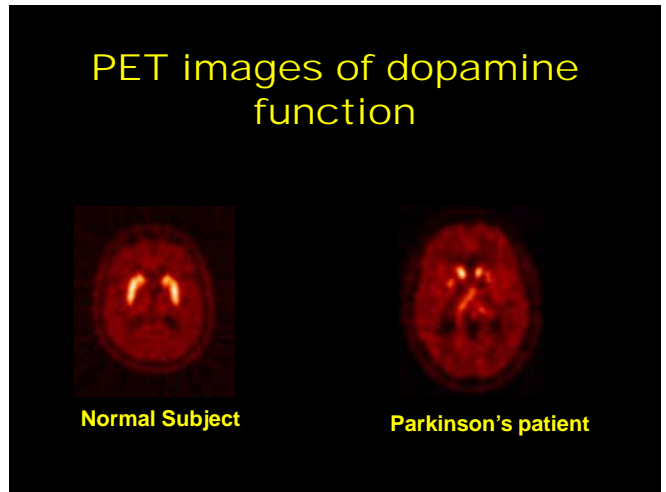 PET images of dopamine
function
Normal Subject
Parkinson's patient